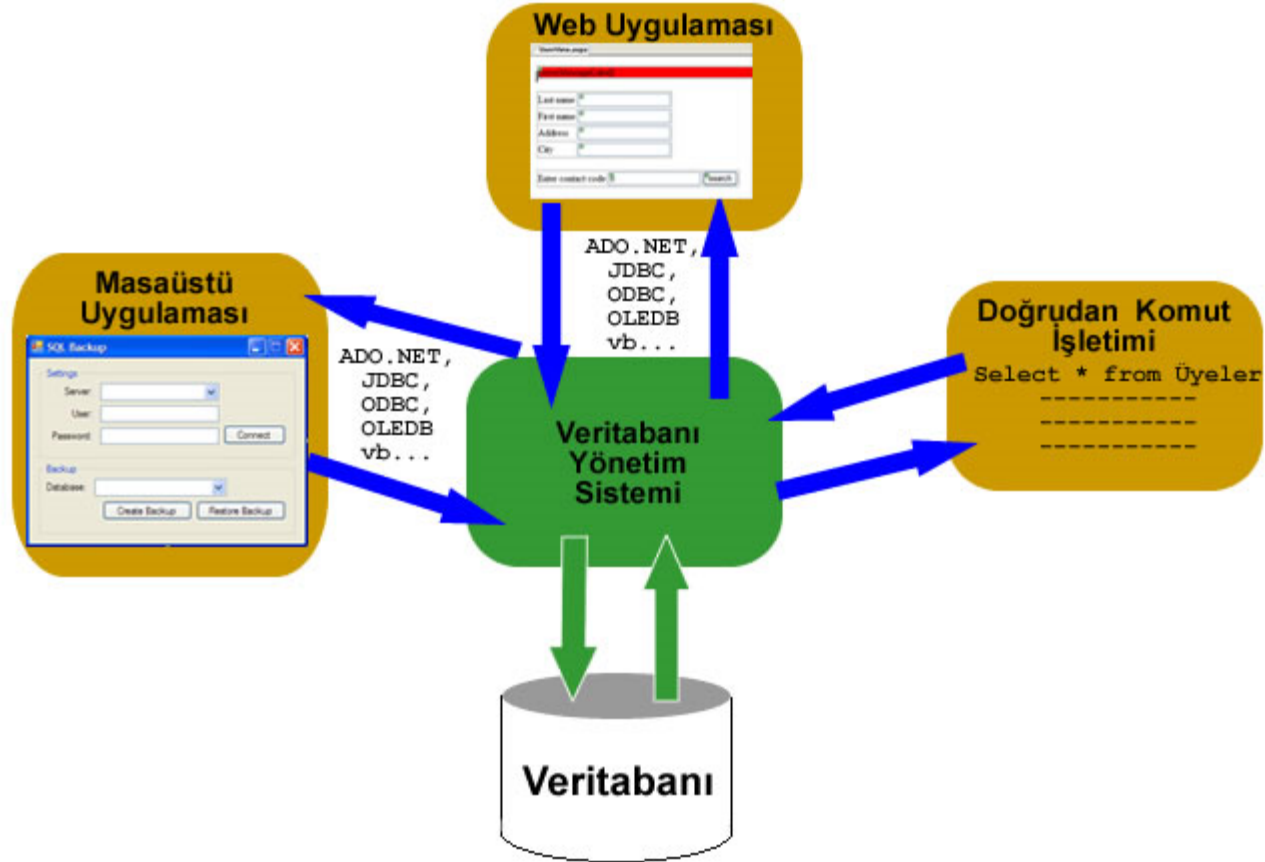 Web Uygulaması
Last name
First name
Address
City
Enter contact code
Search
ADO.NET,
JDBC,
ODBC,
OLEDB
vb...
Masaüstü
Uygulaması
SQL Backup
Settings
Server:
User:
Password:
Connect
Backup
Database:
Create Backup
Restore Backup
ADO.NET,
JDBC,
ODBC,
OLEDB
vb...
Doğrudan Komut
İşletimi
Select * from Üyeler
-----------
-----------
-----------
Veritabanı
Yönetim
Sistemi
Veritabanı